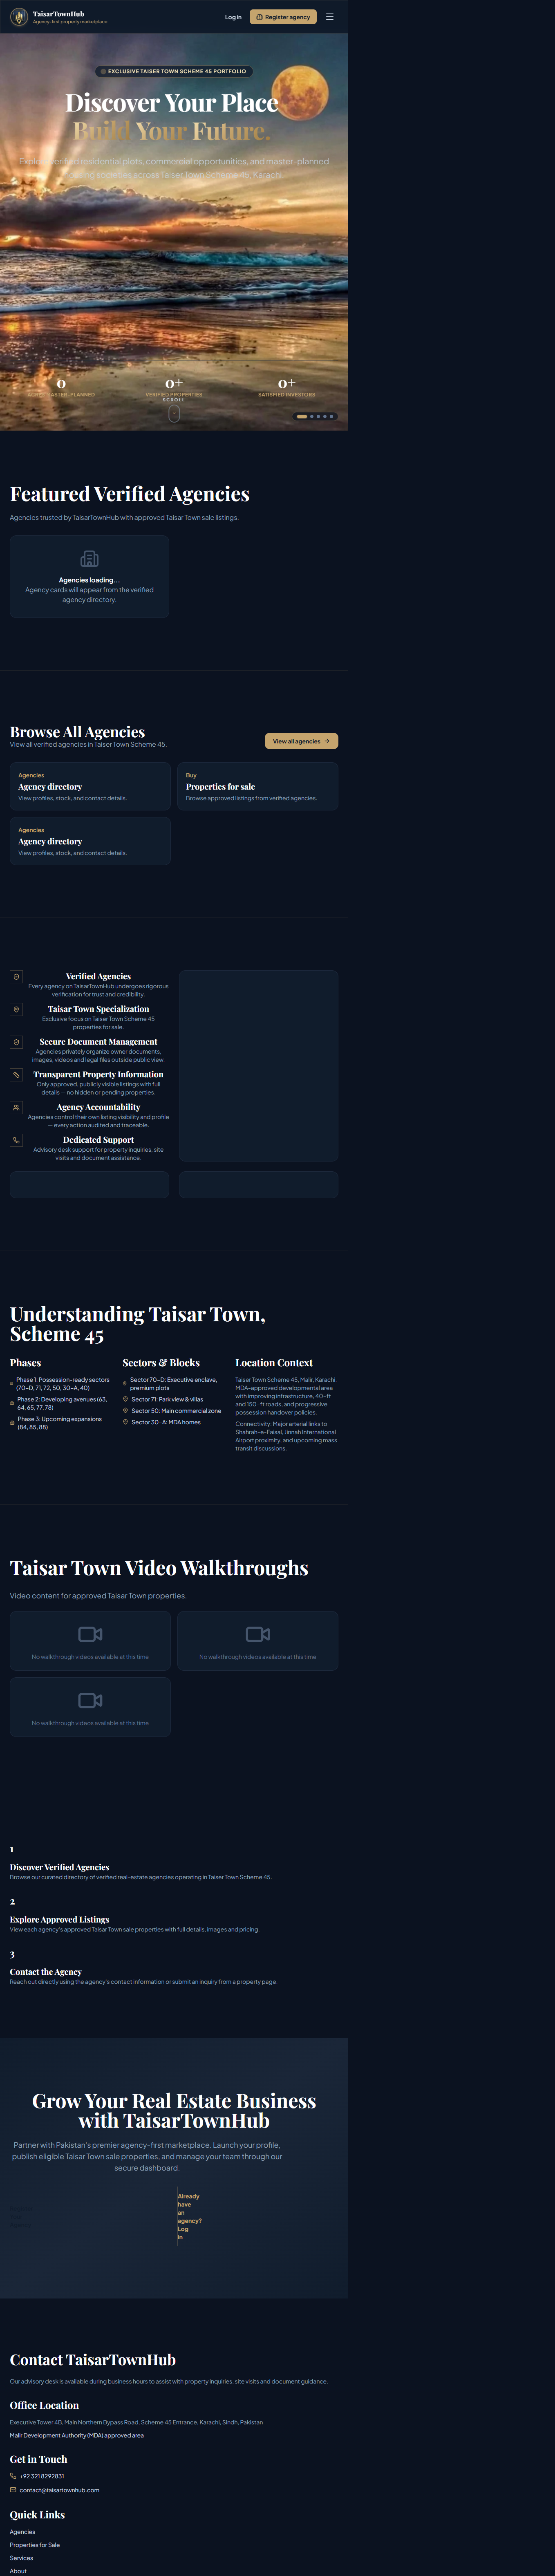 TaisarTownHub
Agency-first property marketplace
Log in
Register agency
EXCLUSIVE TAISER TOWN SCHEME 45 PORTFOLIO
Discover Your Place
Build Your Future.
Explore verified residential plots, commercial opportunities, and master-planned
across Taiser Town Scheme 45, Karachi.
0
MASTER-PLANNED
0+
VERIFIED PROPERTIES
0+
SATISFIED INVESTORS
SCROLL
Featured Verified Agencies
Agencies trusted by TaisarTownHub with approved Taisar Town sale listings.
Agencies loading...
Agency cards will appear from the verified
agency directory.
Browse All Agencies
View all verified agencies in Taiser Town Scheme 45.
View all agencies
Agencies
Agency directory
View profiles, stock, and contact details.
Buy
Properties for sale
Browse approved listings from verified agencies.
Agencies
Agency directory
View profiles, stock, and contact details.
Verified Agencies
Every agency on TaisarTownHub undergoes rigorous
verification for trust and credibility.
Taisar Town Specialization
Exclusive focus on Taiser Town Scheme 45
properties for sale.
Secure Document Management
Agencies privately organize owner documents,
images, videos and legal files outside public view.
Transparent Property Information
Only approved, publicly visible listings with full
details — no hidden or pending properties.
Agency Accountability
Agencies control their own listing visibility and profile
— every action audited and traceable.
Dedicated Support
Advisory desk support for property inquiries, site
visits and document assistance.
Understanding Taisar Town,
Scheme 45
Phases
Phase 1: Possession-ready sectors
(70-D, 71, 72, 50, 30-A, 40)
Phase 2: Developing avenues (63,
64, 65, 77, 78)
Phase 3: Upcoming expansions
(84, 85, 88)
Sectors & Blocks
Sector 70-D: Executive enclave,
premium plots
Sector 71: Park view & villas
Sector 50: Main commercial zone
Sector 30-A: MDA homes
Location Context
Taiser Town Scheme 45, Malir, Karachi.
MDA-approved developmental area
with improving infrastructure, 40-ft
and 150-ft roads, and progressive
possession handover policies.
Connectivity: Major arterial links to
Shahrah-e-Faisal, Jinnah International
Airport proximity, and upcoming mass
transit discussions.
Taisar Town Video Walkthroughs
Video content for approved Taisar Town properties.
No walkthrough videos available at this time
No walkthrough videos available at this time
No walkthrough videos available at this time
1
Discover Verified Agencies
Browse our curated directory of verified real-estate agencies operating in Taiser Town Scheme 45.
2
Explore Approved Listings
View each agency's approved Taisar Town sale properties with full details, images and pricing.
3
Contact the Agency
Reach out directly using the agency's contact information or submit an inquiry from a property page.
Grow Your Real Estate Business
with TaisarTownHub
Partner with Pakistan's premier agency-first marketplace. Launch your profile,
publish eligible Taisar Town sale properties, and manage your team through our
secure dashboard.
Already
have
an
agency?
Log
in
Contact TaisarTownHub
Our advisory desk is available during business hours to assist with property inquiries, site visits and document guidance.
Office Location
Executive Tower 4B, Main Northern Bypass Road, Scheme 45 Entrance, Karachi, Sindh, Pakistan
Malir Development Authority (MDA) approved area
Get in Touch
+92 321 8292831
contact@taisartownhub.com
Quick Links
Agencies
Properties for Sale
Services
About